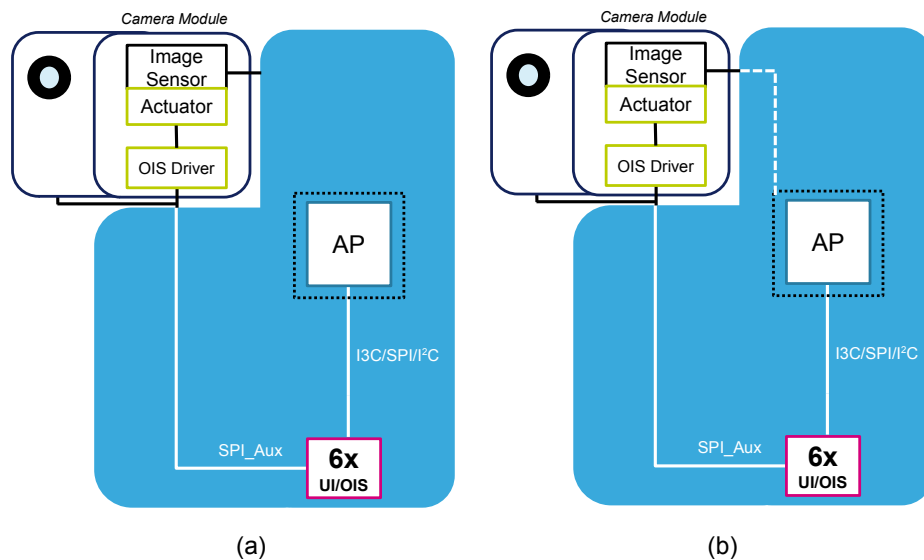 Camera Module
Image
Sensor
Actuator
OIS Driver
AP
I3C/SPI/I²C
SPI_Aux
6x
UI/OIS
(a)
Camera Module
Image
Sensor
Actuator
OIS Driver
AP
I3C/SPI/I²C
SPI_Aux
6x
UI/OIS
(b)